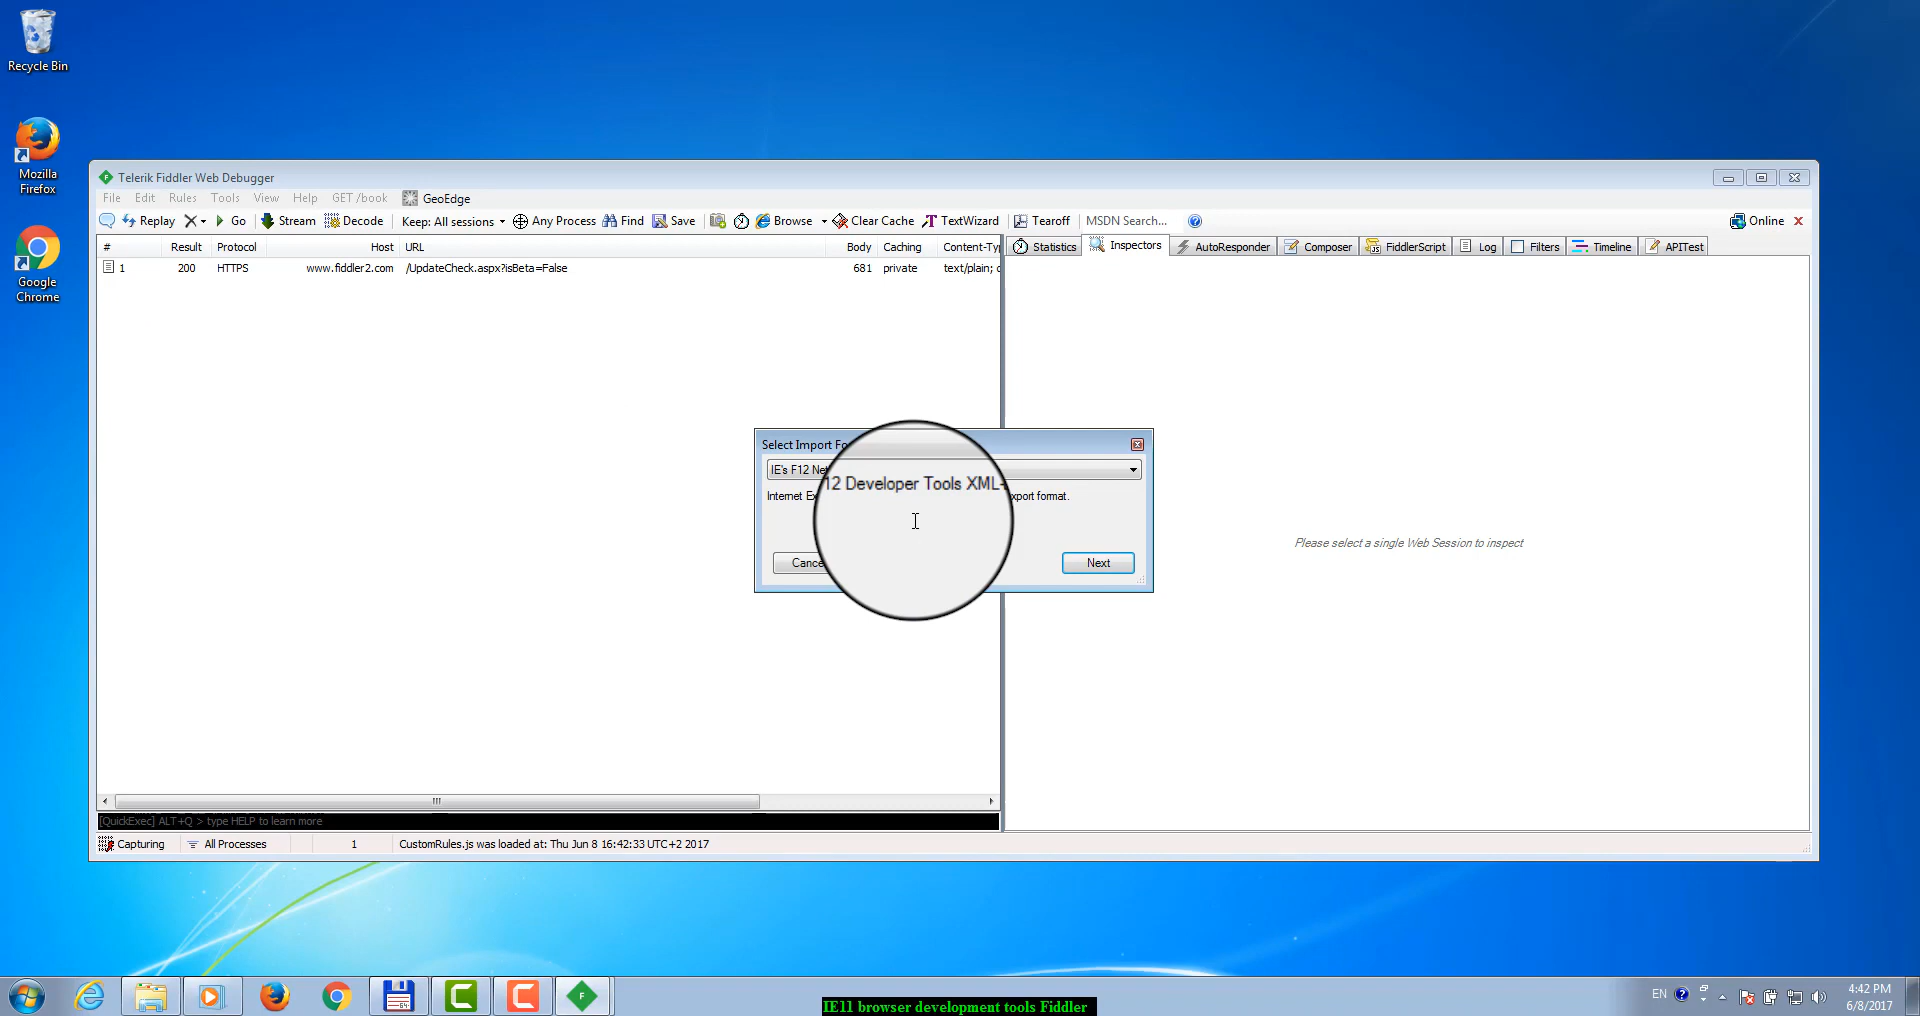 Recycle Bin
Mozilla
Firefox
Google
Chrome
Telerik Fiddler Web Debugger
File Edit Rules Tools View Help GET /book GeoEdge
Replay Go Stream Decode Keep: All sessions Any Process Find Save Browse Clear Cache TextWizard Tearoff MSDN Search... Online
# Result Protocol Host URL Body Caching Content-Ty
1 200 HTTPS www.fiddler2.com /UpdateCheck.aspx?isBeta=False 681 private text/plain; c
Statistics Inspectors AutoResponder Composer FiddlerScript Log Filters Timeline APITest
Please select a single Web Session to inspect
Select Import Fo
IE's F12 Net
12 Developer Tools XML-
Internet Ex xport format.
Cance Next
[QuickExec] ALT+Q > type HELP to learn more
Capturing All Processes 1 CustomRules.js was loaded at: Thu Jun 8 16:42:33 UTC+2 2017
IE11 browser development tools Fiddler
EN
4:42 PM
6/8/2017